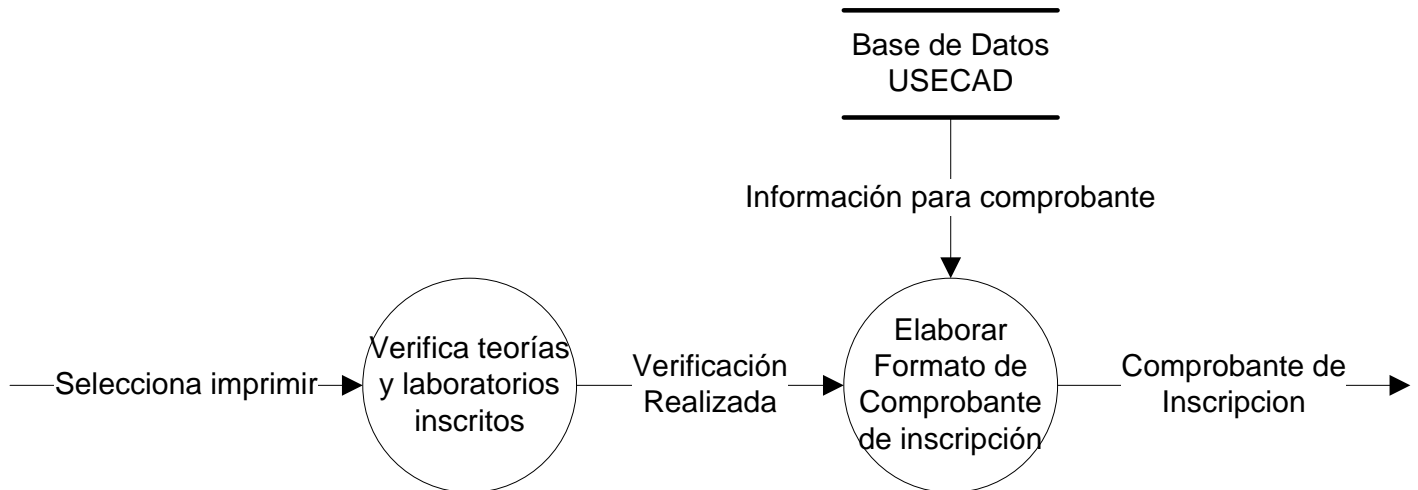 Base de Datos
USECAD
Información para comprobante
Selecciona imprimir
Verifica teorías
y laboratorios
inscritos
Verificación
Realizada
Elaborar
Formato de
Comprobante
de inscripción
Comprobante de
Inscripcion